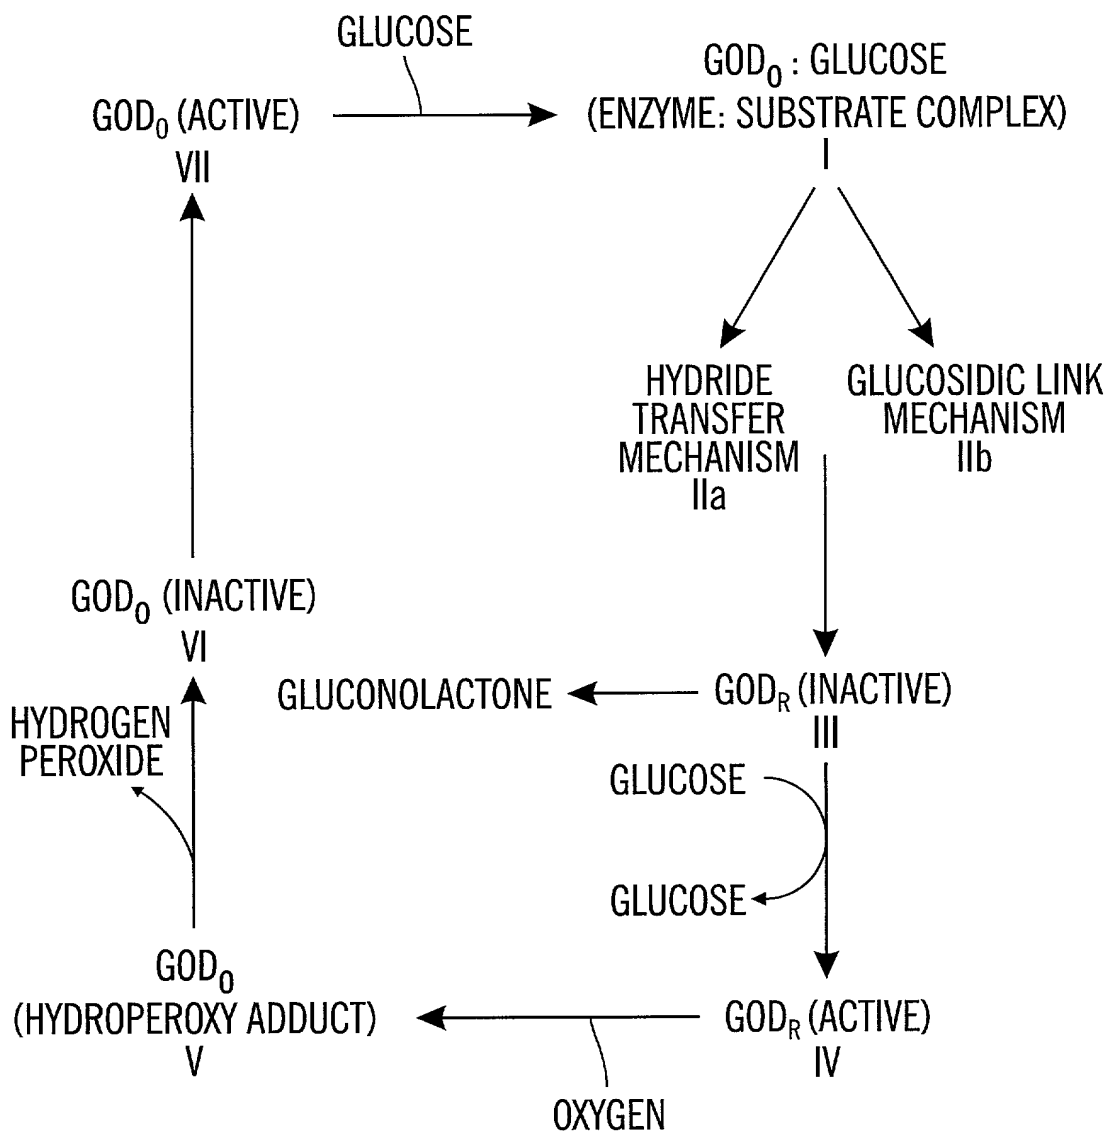 GLUCOSE
GOD₀ (ACTIVE)
VII
GOD₀ : GLUCOSE
(ENZYME: SUBSTRATE COMPLEX)
I
HYDRIDE
TRANSFER
MECHANISM
IIa
GLUCOSIDIC LINK
MECHANISM
IIb
GOD₀ (INACTIVE)
VI
GLUCONOLACTONE
GODR (INACTIVE)
III
HYDROGEN
PEROXIDE
GLUCOSE
GLUCOSE
GOD₀
(HYDROPEROXY ADDUCT)
V
GODR (ACTIVE)
IV
OXYGEN